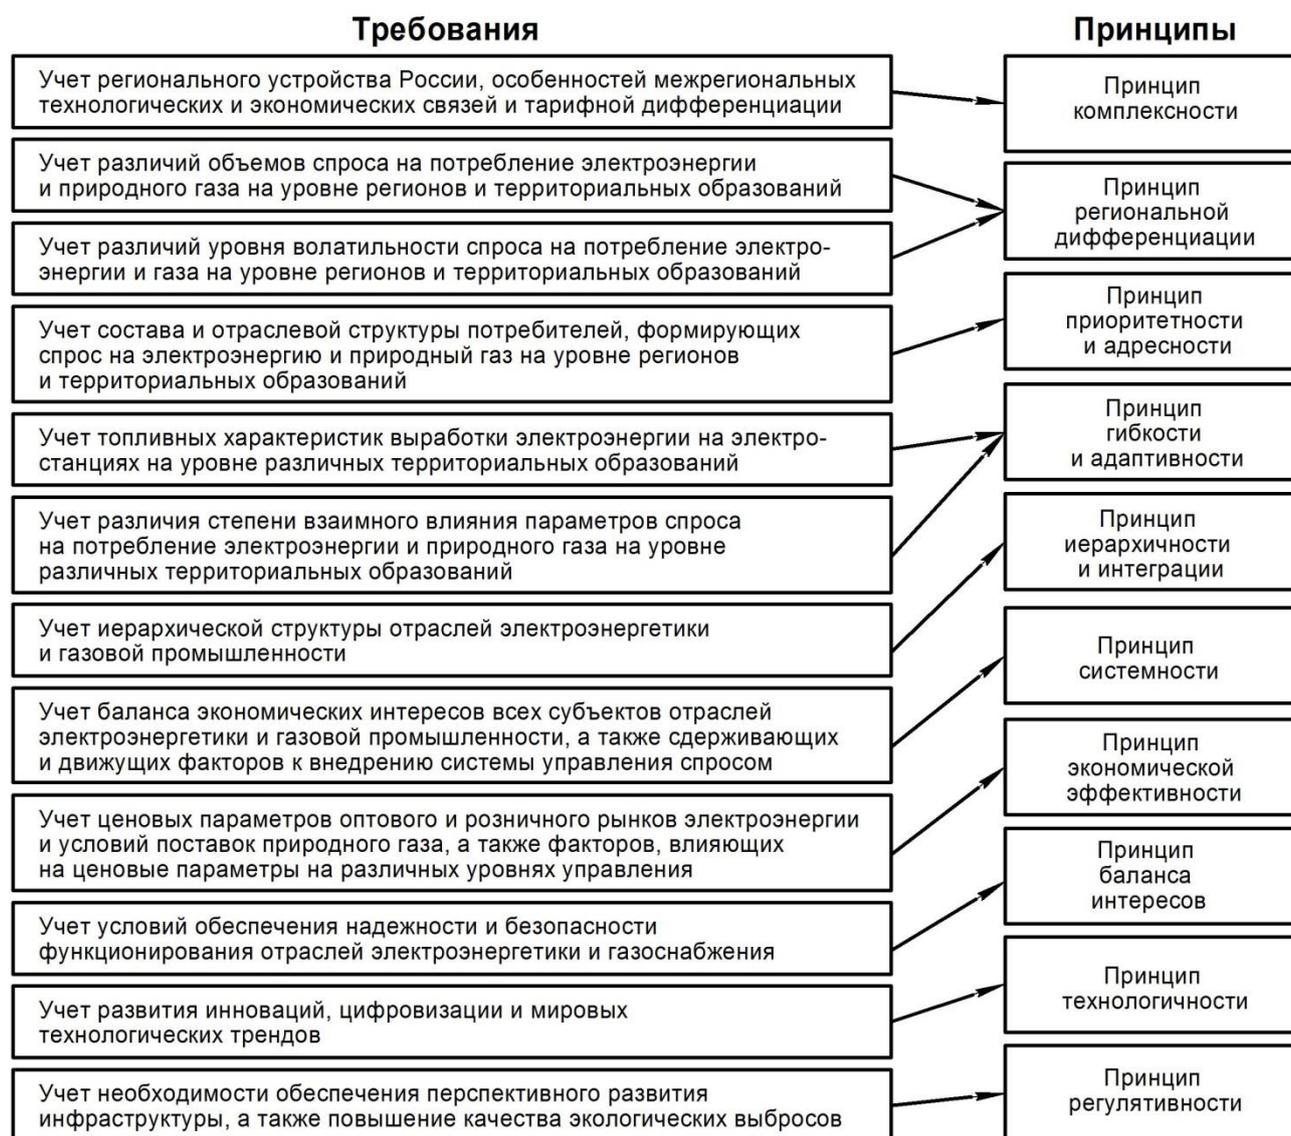 Требования
Принципы
Учет регионального устройства России, особенностей межрегиональных
технологических и экономических связей и тарифной дифференциации
Принцип
комплексности
Учет различий объемов спроса на потребление электроэнергии
и природного газа на уровне регионов и территориальных образований
Принцип
региональной
дифференциации
Учет различий уровня волатильности спроса на потребление электро-
энергии и газа на уровне регионов и территориальных образований
Учет состава и отраслевой структуры потребителей, формирующих
спрос на электроэнергию и природный газ на уровне регионов
и территориальных образований
Принцип
приоритетности
и адресности
Учет топливных характеристик выработки электроэнергии на электро-
станциях на уровне различных территориальных образований
Принцип
гибкости
и адаптивности
Учет различия степени взаимного влияния параметров спроса
на потребление электроэнергии и природного газа на уровне
различных территориальных образований
Принцип
иерархичности
и интеграции
Учет иерархической структуры отраслей электроэнергетики
и газовой промышленности
Принцип
системности
Учет баланса экономических интересов всех субъектов отраслей
электроэнергетики и газовой промышленности, а также сдерживающих
и движущих факторов к внедрению системы управления спросом
Принцип
экономической
эффективности
Учет ценовых параметров оптового и розничного рынков электроэнергии
и условий поставок природного газа, а также факторов, влияющих
на ценовые параметры на различных уровнях управления
Принцип
баланса
интересов
Учет условий обеспечения надежности и безопасности
функционирования отраслей электроэнергетики и газоснабжения
Принцип
технологичности
Учет развития инноваций, цифровизации и мировых
технологических трендов
Учет необходимости обеспечения перспективного развития
инфраструктуры, а также повышение качества экологических выбросов
Принцип
регулятивности